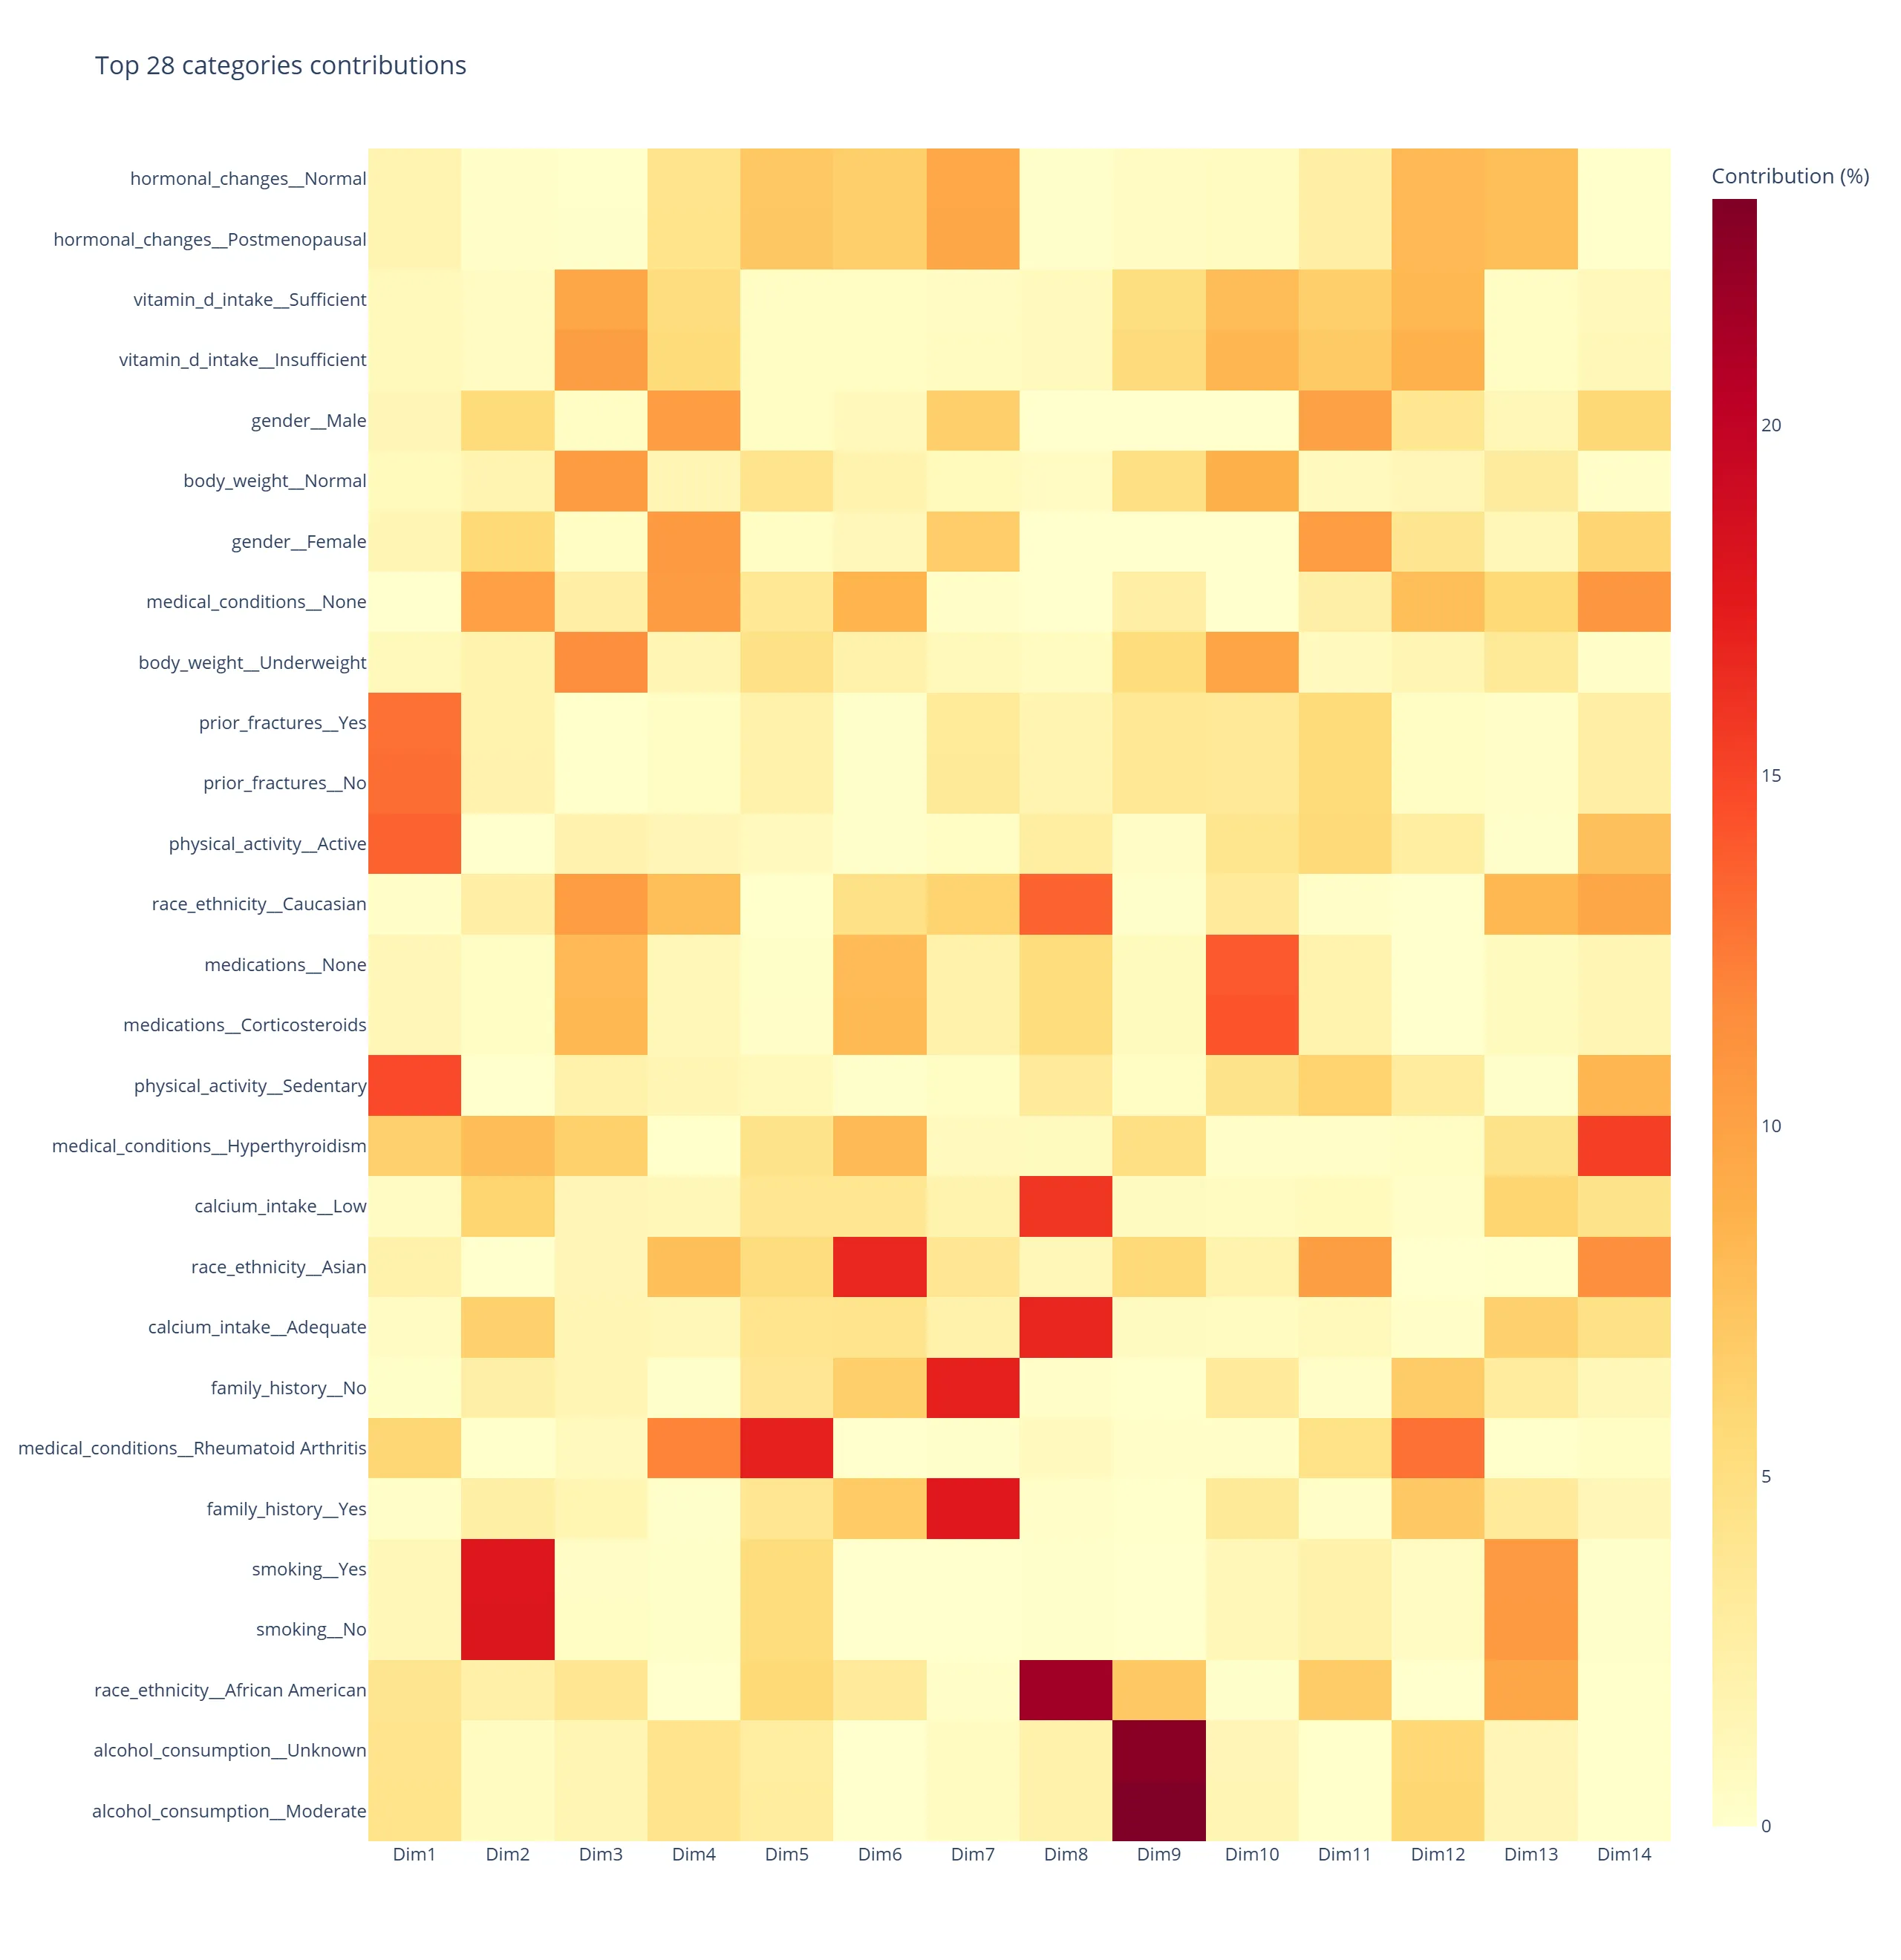 Top 28 categories contributions
hormonal_changes__Normal
hormonal_changes__Postmenopausal
vitamin_d_intake__Sufficient
vitamin_d_intake__Insufficient
gender__Male
body_weight__Normal
gender__Female
medical_conditions__None
body_weight__Underweight
prior_fractures__Yes
prior_fractures__No
physical_activity__Active
race_ethnicity__Caucasian
medications__None
medications__Corticosteroids
physical_activity__Sedentary
medical_conditions__Hyperthyroidism
calcium_intake__Low
race_ethnicity__Asian
calcium_intake__Adequate
family_history__No
medical_conditions__Rheumatoid Arthritis
family_history__Yes
smoking__Yes
smoking__No
race_ethnicity__African American
alcohol_consumption__Unknown
alcohol_consumption__Moderate
Dim1 Dim2 Dim3 Dim4 Dim5 Dim6 Dim7 Dim8 Dim9 Dim10 Dim11 Dim12 Dim13 Dim14
Contribution (%)
20
15
10
5
0